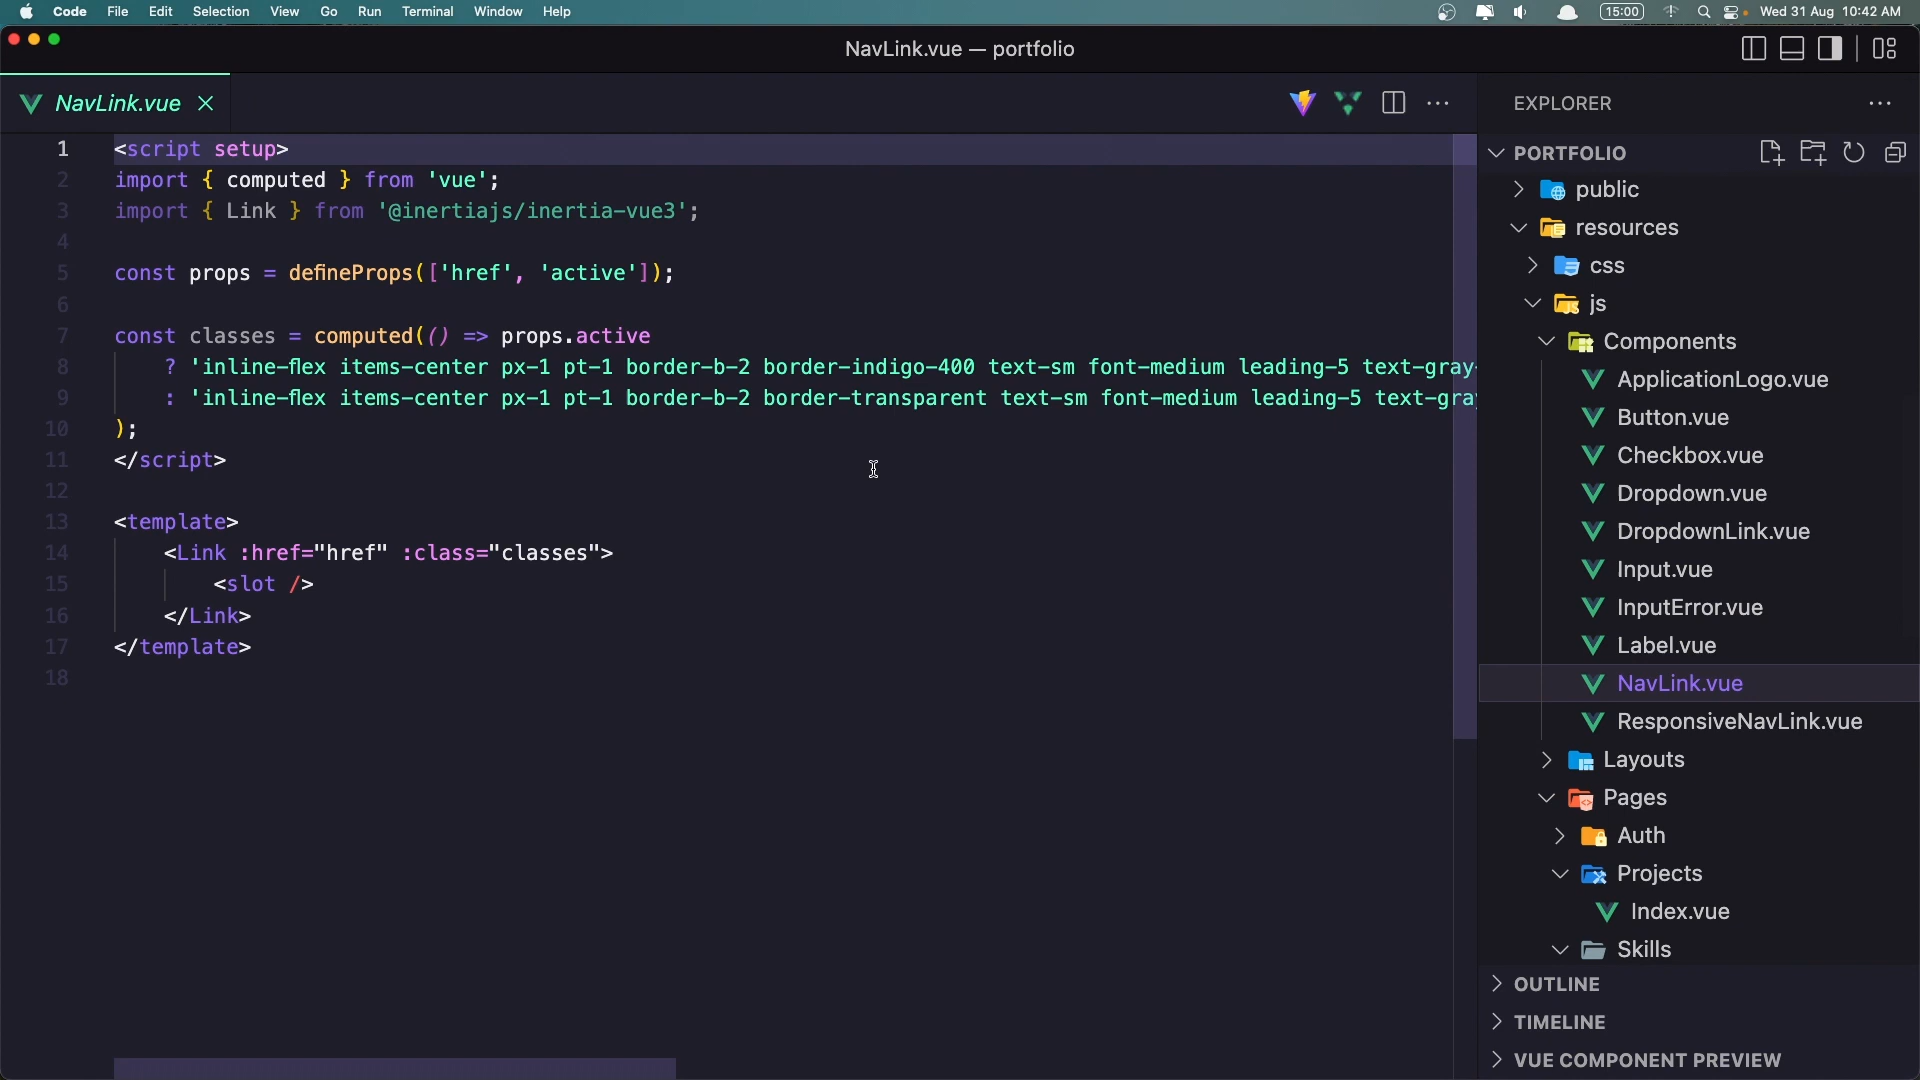 Code File Edit Selection View Go Run Terminal Window Help
15:00 Wed 31 Aug 10:42 AM
NavLink.vue — portfolio
NavLink.vue
1 <script setup>
2 import { computed } from 'vue';
3 import { Link } from '@inertiajs/inertia-vue3';
4
5 const props = defineProps(['href', 'active']);
6
7 const classes = computed(() => props.active
8 ? 'inline-flex items-center px-1 pt-1 border-b-2 border-indigo-400 text-sm font-medium leading-5 text-gray-
9 : 'inline-flex items-center px-1 pt-1 border-b-2 border-transparent text-sm font-medium leading-5 text-gray
10 );
11 </script>
12
13 <template>
14 <Link :href="href" :class="classes">
15 <slot />
16 </Link>
17 </template>
18
EXPLORER
PORTFOLIO
public
resources
css
js
Components
ApplicationLogo.vue
Button.vue
Checkbox.vue
Dropdown.vue
DropdownLink.vue
Input.vue
InputError.vue
Label.vue
NavLink.vue
ResponsiveNavLink.vue
Layouts
Pages
Auth
Projects
Index.vue
Skills
OUTLINE
TIMELINE
VUE COMPONENT PREVIEW